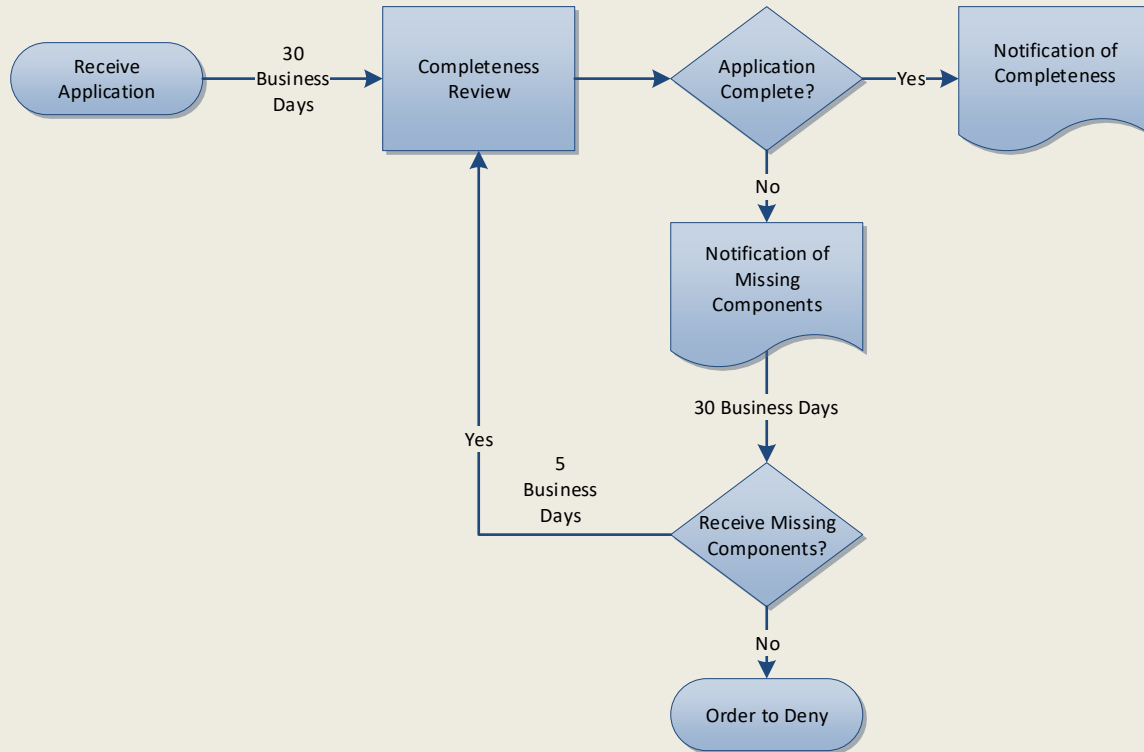 Receive
Application
30
Business
Days
Completeness
Review
Application
Complete?
Yes
Notification of
Completeness
No
Notification of
Missing
Components
30 Business Days
Receive Missing
Components?
5
Business
Days
Yes
No
Order to Deny